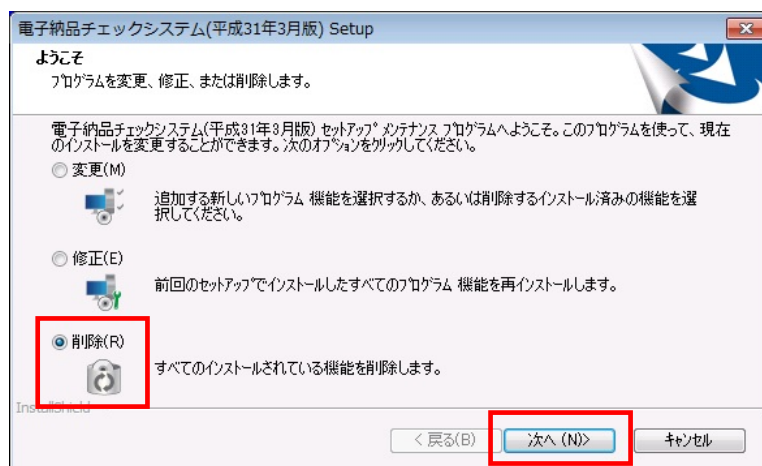 電子納品チェックシステム(平成31年3月版) Setup
ようこそ
プログラムを変更、修正、または削除します。
電子納品チェックシステム(平成31年3月版) セットアップ メンテナンス プログラムへようこそ。このプログラムを使って、現在
のインストールを変更することができます。次のオプションをクリックしてください。
変更(M)
追加する新しいプログラム 機能を選択するか、あるいは削除するインストール済みの機能を選
択してください。
修正(E)
前回のセットアップでインストールしたすべてのプログラム 機能を再インストールします。
削除(R)
すべてのインストールされている機能を削除します。
InstallShield
< 戻る(B)
次へ (N)>
キャンセル